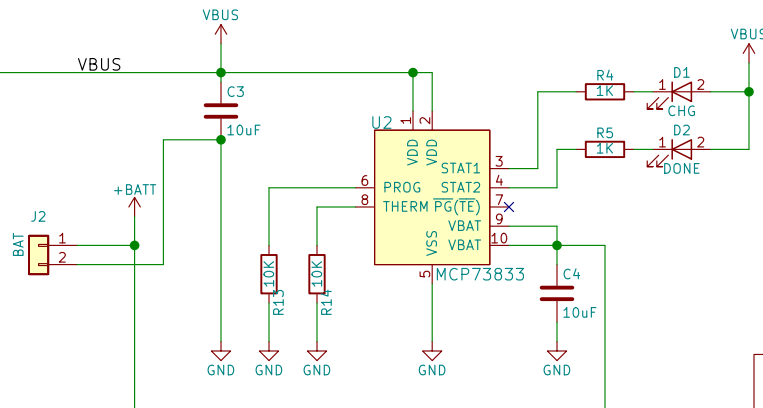 VBUS
VBUS
VBUS
C3
10uF
R4
1K
1
D1
2
CHG
R5
1K
1
D2
2
DONE
U2
1
2
VDD
VDD
STAT1
3
6
PROG
STAT2
4
8
THERM
PG(TE)
7
VBAT
9
VSS
VBAT
10
5
MCP73833
+BATT
J2
BAT
1
2
10K
R13
10K
R14
C4
10uF
GND
GND
GND
GND
GND